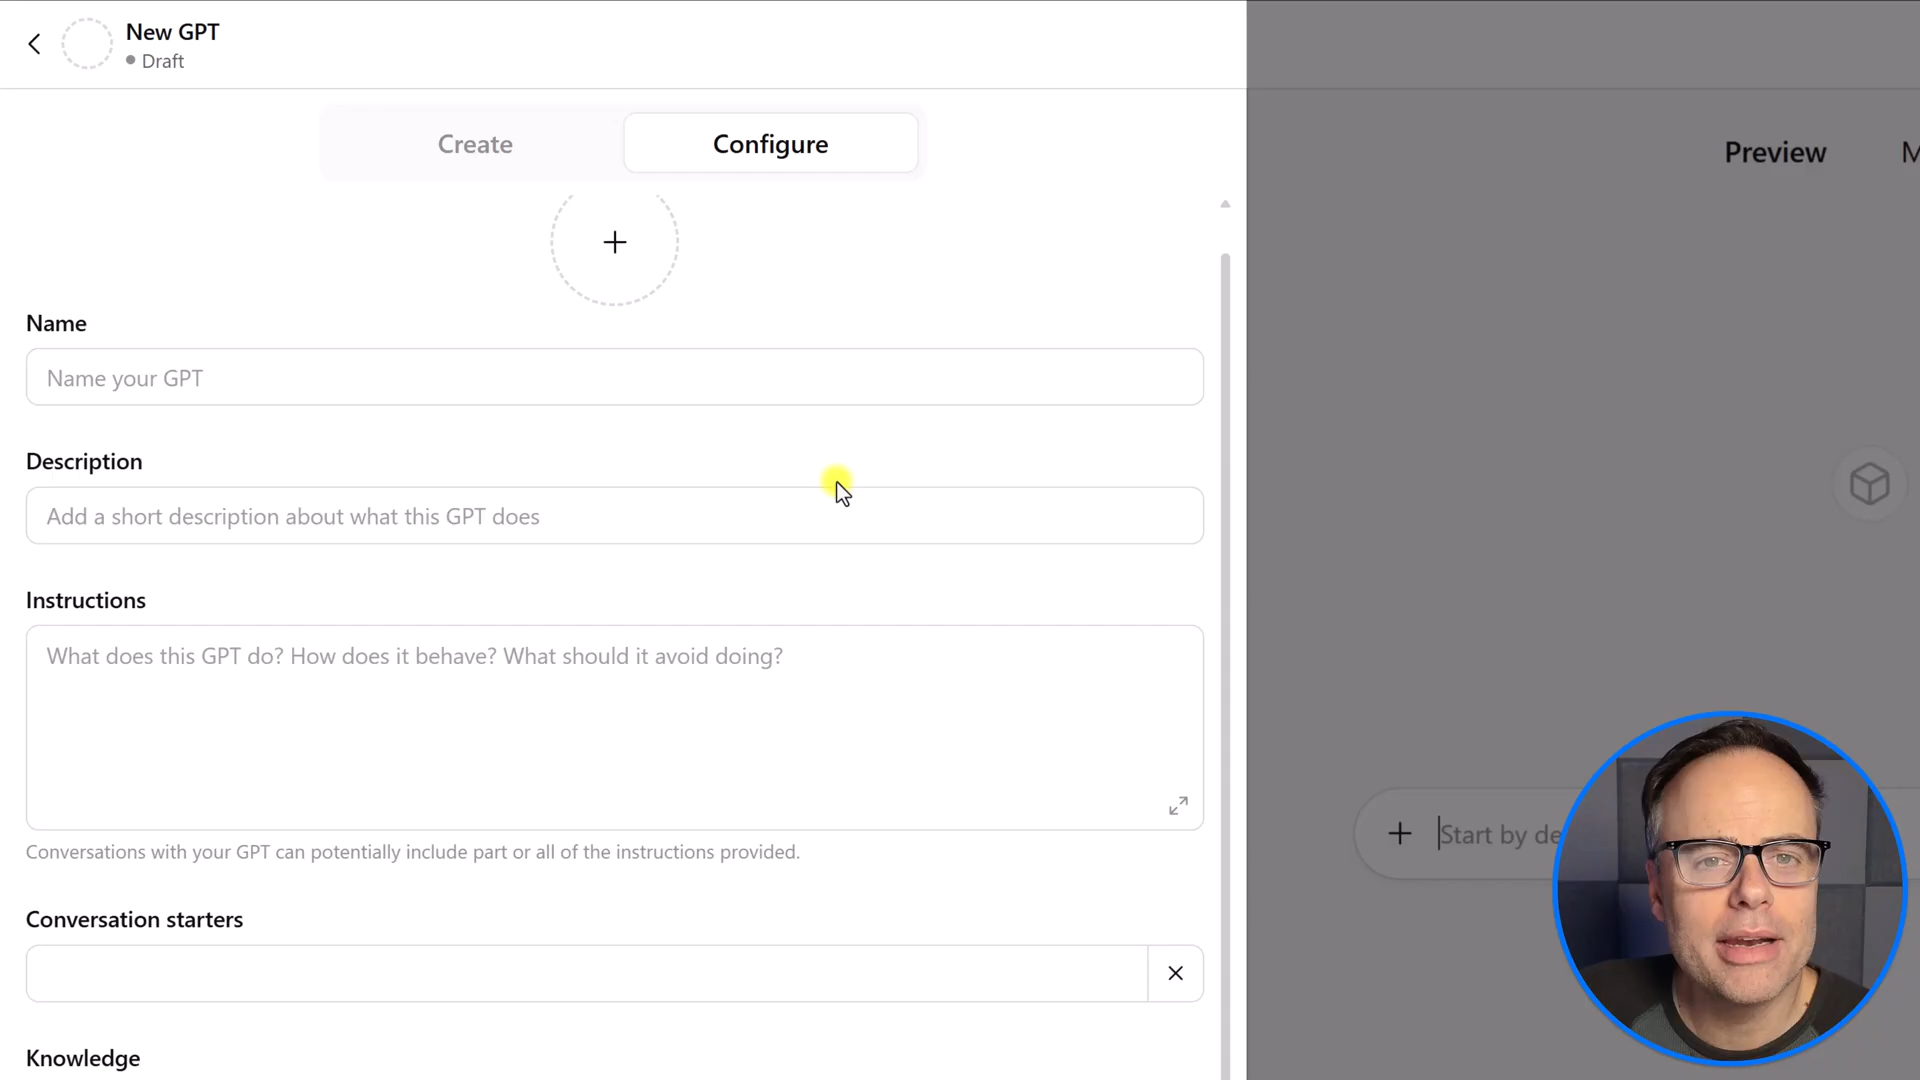 New GPT
Draft
Create
Configure
Preview
Name
Name your GPT
Description
Add a short description about what this GPT does
Instructions
What does this GPT do? How does it behave? What should it avoid doing?
Start by de
Conversations with your GPT can potentially include part or all of the instructions provided.
Conversation starters
Knowledge